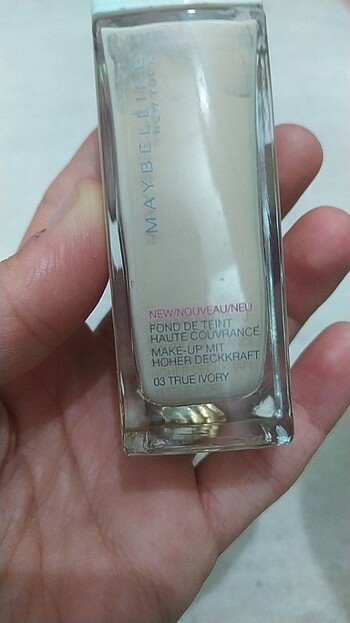 MAYBELLINE
NEW YORK
NEW/NOUVEAU/NEU
FOND DE TEINT
HAUTE COUVRANCE
MAKE-UP MIT
HOHER DECKKRAFT
03 TRUE IVORY